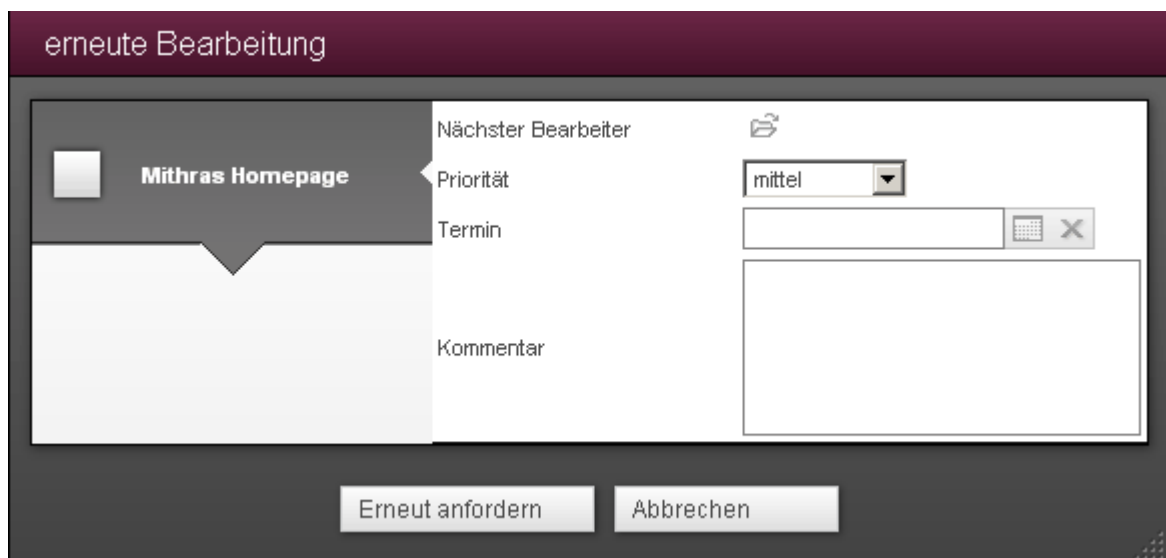 erneute Bearbeitung
Mithras Homepage
Nächster Bearbeiter
Priorität
mittel
Termin
Kommentar
Erneut anfordern
Abbrechen